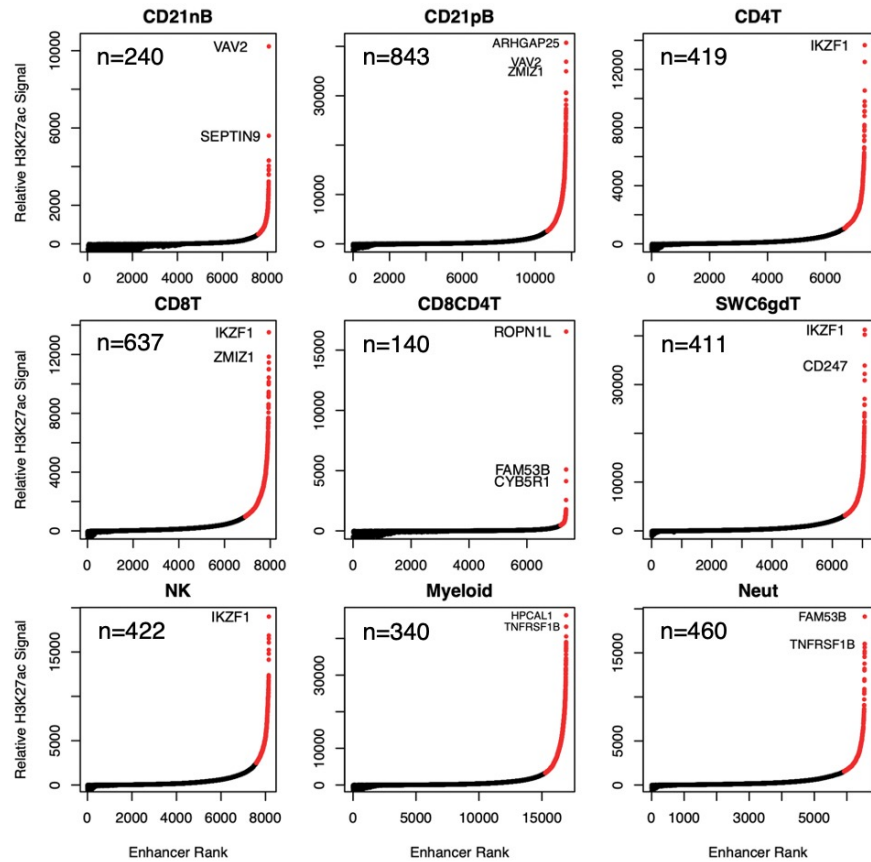 CD21nB
CD21pB
CD4T
Relative H3K27ac Signal
10000
6000
4000
2000
0
n=240
VAV2
SEPTIN9
0 2000 4000 6000 8000
30000
10000
0
n=843
ARHGAP25
VAV2
ZMIZ1
0 2000 6000 10000
12000
8000
4000
0
n=419
IKZF1
0 2000 4000 6000
CD8T
CD8CD4T
SWC6gdT
Relative H3K27ac Signal
12000
8000
6000
4000
2000
0
n=637
IKZF1
ZMIZ1
0 2000 4000 6000 8000
15000
10000
5000
0
n=140
ROPN1L
FAM53B
CYB5R1
0 2000 4000 6000
30000
10000
0
n=411
IKZF1
CD247
0 2000 4000 6000
NK
Myeloid
Neut
Relative H3K27ac Signal
15000
5000
0
n=422
IKZF1
0 2000 4000 6000 8000
30000
10000
0
n=340
HPCAL1
TNFRSF1B
0 5000 10000 15000
15000
5000
0
n=460
FAM53B
TNFRSF1B
0 1000 3000 5000
Enhancer Rank
Enhancer Rank
Enhancer Rank